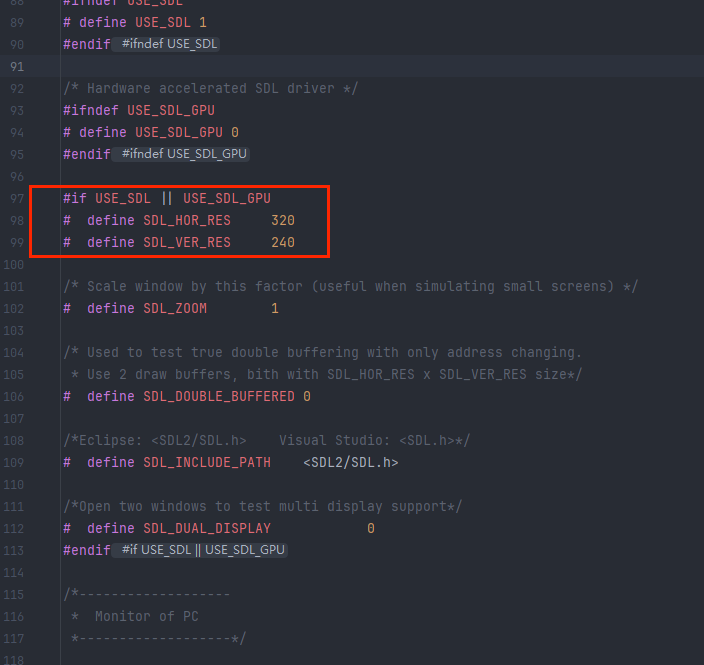 88 #ifndef USE_SDL
89 # define USE_SDL 1
90 #endif #ifndef USE_SDL
91
92 /* Hardware accelerated SDL driver */
93 #ifndef USE_SDL_GPU
94 # define USE_SDL_GPU 0
95 #endif #ifndef USE_SDL_GPU
96
97 #if USE_SDL || USE_SDL_GPU
98 #  define SDL_HOR_RES     320
99 #  define SDL_VER_RES     240
100
101 /* Scale window by this factor (useful when simulating small screens) */
102 #  define SDL_ZOOM        1
103
104 /* Used to test true double buffering with only address changing.
105  * Use 2 draw buffers, bith with SDL_HOR_RES x SDL_VER_RES size*/
106 #  define SDL_DOUBLE_BUFFERED 0
107
108 /*Eclipse: <SDL2/SDL.h>    Visual Studio: <SDL.h>*/
109 #  define SDL_INCLUDE_PATH    <SDL2/SDL.h>
110
111 /*Open two windows to test multi display support*/
112 #  define SDL_DUAL_DISPLAY            0
113 #endif #if USE_SDL || USE_SDL_GPU
114
115 /*-------------------
116  *  Monitor of PC
117  *-------------------*/
118